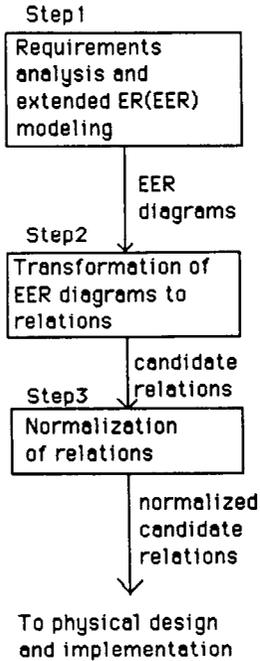 Step1
Requirements
analysis and
extended ER(EER)
modeling
EER
diagrams
Step2
Transformation of
EER diagrams to
relations
candidate
relations
Step3
Normalization
of relations
normalized
candidate
relations
To physical design
and implementation